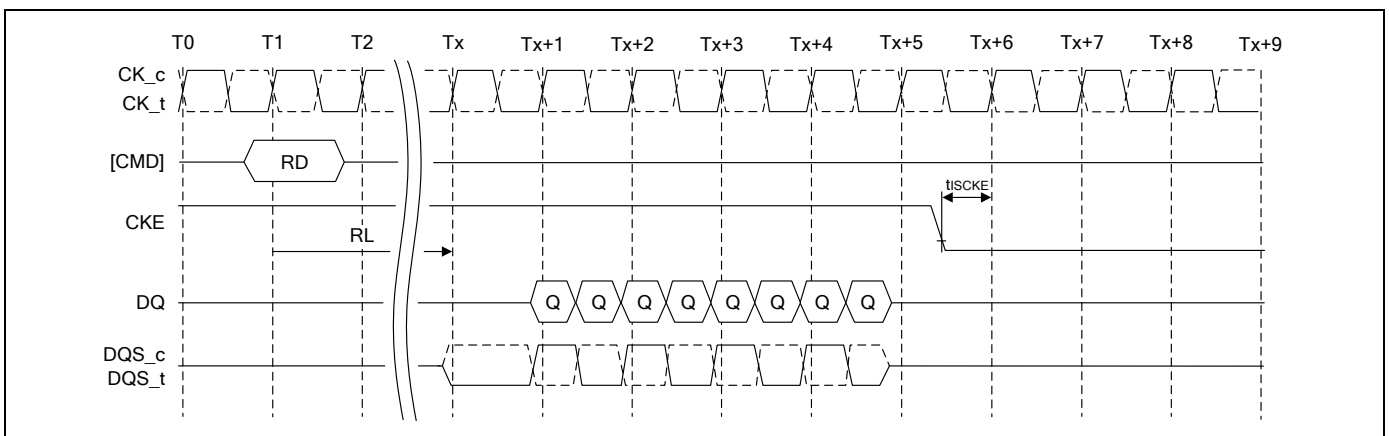 T0 T1 T2 Tx Tx+1 Tx+2 Tx+3 Tx+4 Tx+5 Tx+6 Tx+7 Tx+8 Tx+9
CK_c
CK_t
[CMD] RD
tISCKE
CKE
RL
DQ Q Q Q Q Q Q Q Q
DQS_c
DQS_t